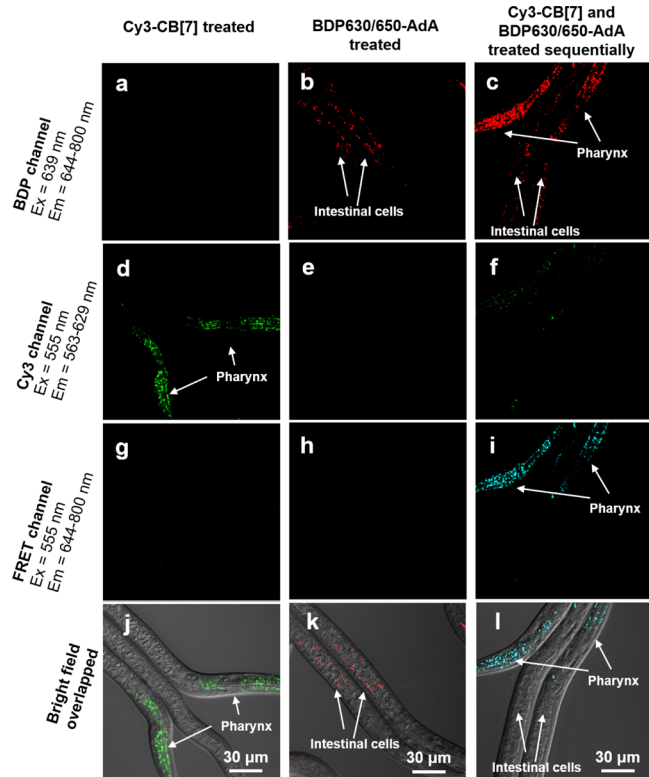 Cy3-CB[7] treated
BDP630/650-AdA
treated
Cy3-CB[7] and
BDP630/650-AdA
treated sequentially
BDP channel
Ex = 639 nm
Em = 644-800 nm
a
b
Intestinal cells
c
Pharynx
Intestinal cells
Cy3 channel
Ex = 555 nm
Em = 563-629 nm
d
Pharynx
e
f
FRET channel
Ex = 555 nm
Em = 644-800 nm
g
h
i
Pharynx
Bright field
overlapped
j
Pharynx
30 μm
k
Intestinal cells
30 μm
l
Pharynx
Intestinal cells
30 μm